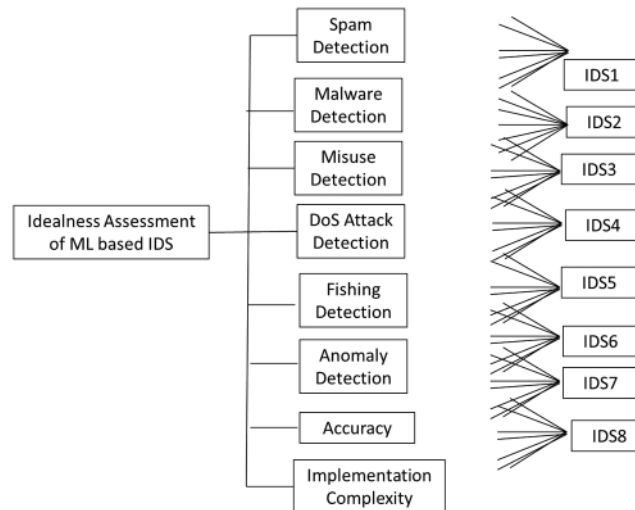 Spam
Detection
Malware
Detection
Misuse
Detection
Idealness Assessment
of ML based IDS
DoS Attack
Detection
Fishing
Detection
Anomaly
Detection
Accuracy
Implementation
Complexity
IDS1
IDS2
IDS3
IDS4
IDS5
IDS6
IDS7
IDS8